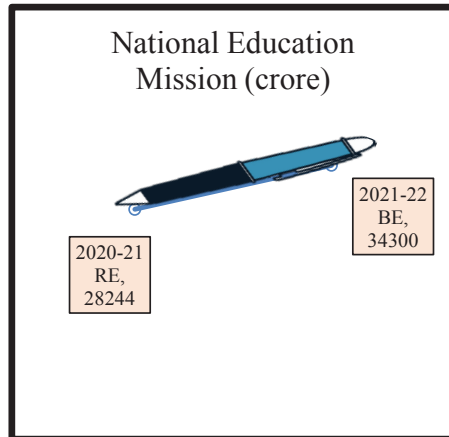 National Education
Mission (crore)
2021-22
BE,
34300
2020-21
RE,
28244